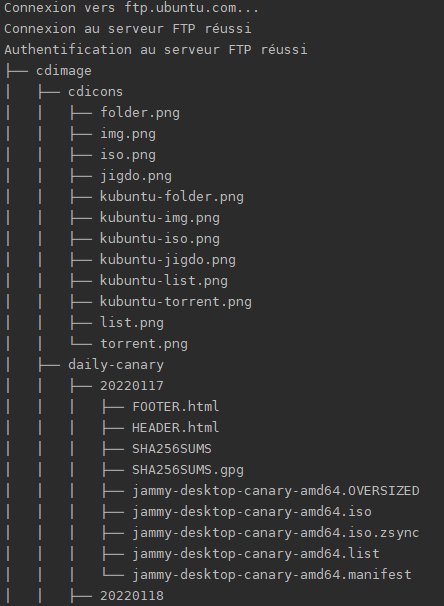 Connexion vers ftp.ubuntu.com...
Connexion au serveur FTP réussi
Authentification au serveur FTP réussi
├── cdimage
│   ├── cdicons
│   │   ├── folder.png
│   │   ├── img.png
│   │   ├── iso.png
│   │   ├── jigdo.png
│   │   ├── kubuntu-folder.png
│   │   ├── kubuntu-img.png
│   │   ├── kubuntu-iso.png
│   │   ├── kubuntu-jigdo.png
│   │   ├── kubuntu-list.png
│   │   ├── kubuntu-torrent.png
│   │   ├── list.png
│   │   └── torrent.png
│   ├── daily-canary
│   │   ├── 20220117
│   │   │   ├── FOOTER.html
│   │   │   ├── HEADER.html
│   │   │   ├── SHA256SUMS
│   │   │   ├── SHA256SUMS.gpg
│   │   │   ├── jammy-desktop-canary-amd64.OVERSIZED
│   │   │   ├── jammy-desktop-canary-amd64.iso
│   │   │   ├── jammy-desktop-canary-amd64.iso.zsync
│   │   │   ├── jammy-desktop-canary-amd64.list
│   │   │   └── jammy-desktop-canary-amd64.manifest
│   │   ├── 20220118